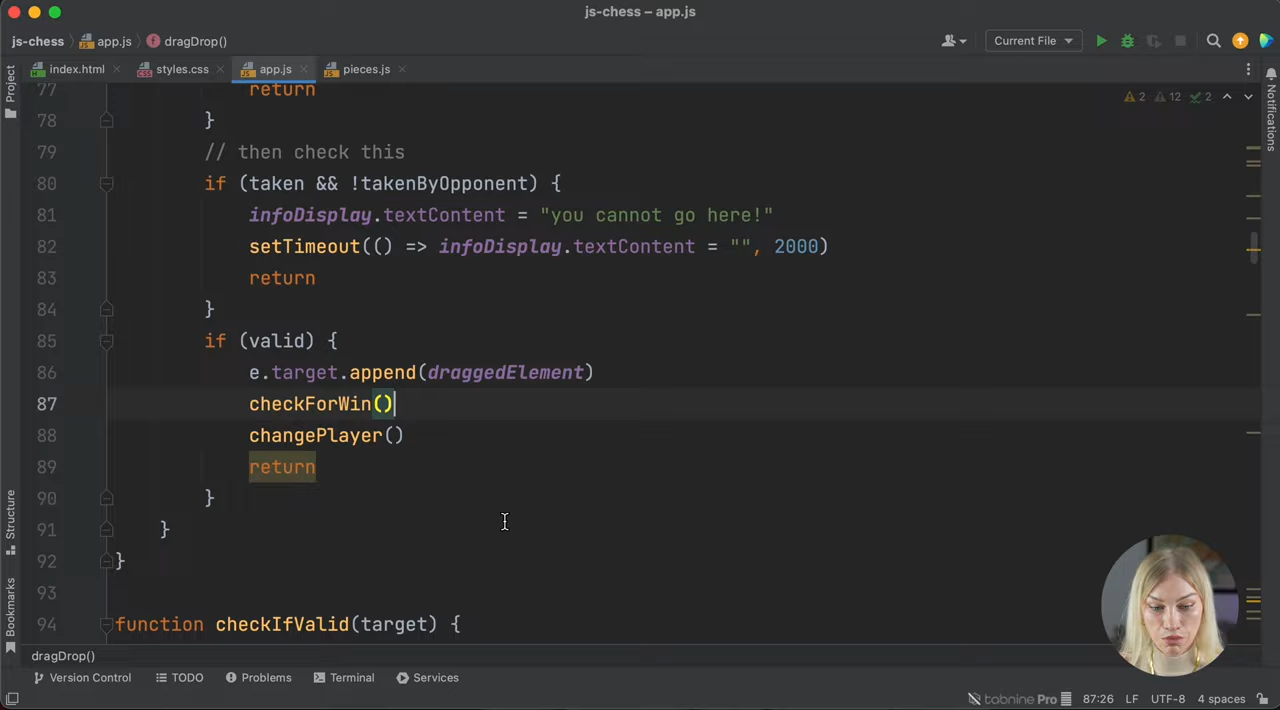 js-chess – app.js
js-chess app.js dragDrop()
Current File
index.html styles.css app.js pieces.js
Project
Notifications
2 12 2
77 return
78 }
79 // then check this
80 if (taken && !takenByOpponent) {
81 infoDisplay.textContent = "you cannot go here!"
82 setTimeout(() => infoDisplay.textContent = "", 2000)
83 return
84 }
85 if (valid) {
86 e.target.append(draggedElement)
87 checkForWin()
88 changePlayer()
89 return
90 }
91 }
92 }
93
94 function checkIfValid(target) {
Structure
Bookmarks
dragDrop()
Version Control TODO Problems Terminal Services
tabnine Pro 87:26 LF UTF-8 4 spaces